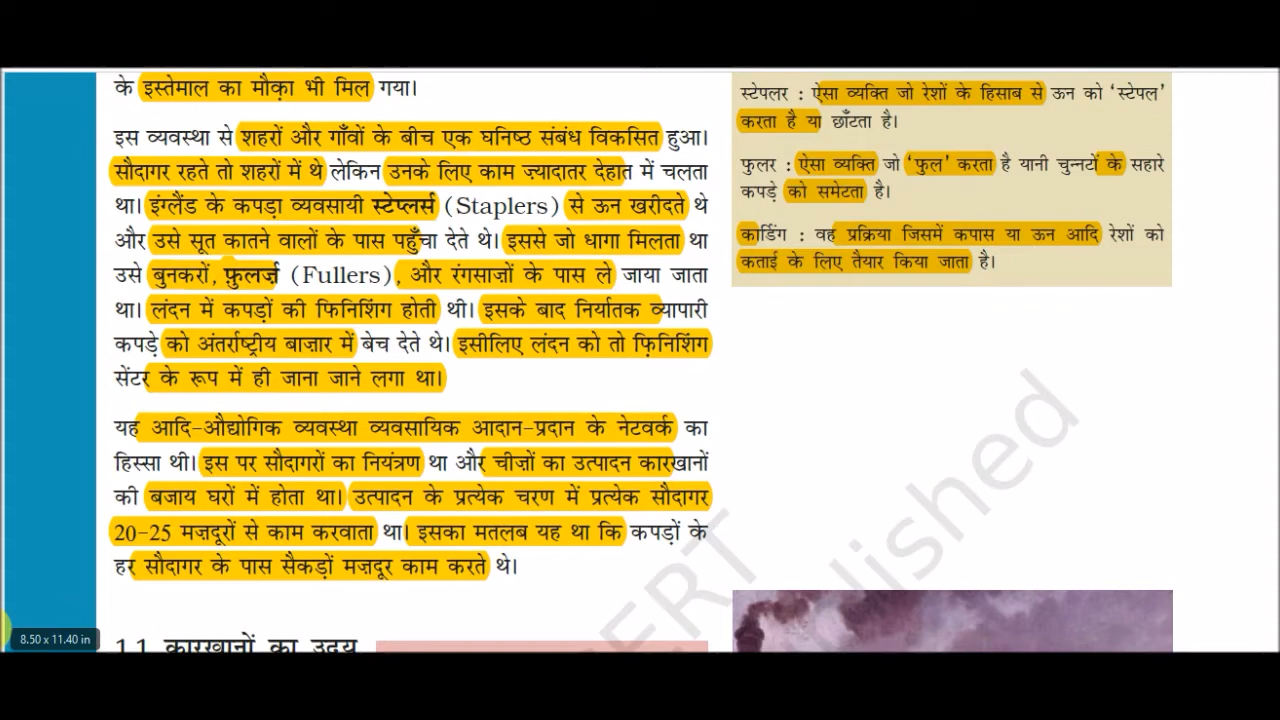 के इस्तेमाल का मौक़ा भी मिल गया।
इस व्यवस्था से शहरों और गाँवों के बीच एक घनिष्ठ संबंध विकसित हुआ।
सौदागर रहते तो शहरों में थे लेकिन उनके लिए काम ज्यादातर देहात में चलता
था। इंग्लैंड के कपड़ा व्यवसायी स्टेप्लर्स (Staplers) से ऊन खरीदते थे
और उसे सूत कातने वालों के पास पहुँचा देते थे। इससे जो धागा मिलता था
उसे बुनकरों, फ़ुलर्ज़ (Fullers), और रंगसाज़ों के पास ले जाया जाता
था। लंदन में कपड़ों की फिनिशिंग होती थी। इसके बाद निर्यातक व्यापारी
कपड़े को अंतर्राष्ट्रीय बाज़ार में बेच देते थे। इसीलिए लंदन को तो फ़िनिशिंग
सेंटर के रूप में ही जाना जाने लगा था।
यह आदि-औद्योगिक व्यवस्था व्यवसायिक आदान-प्रदान के नेटवर्क का
हिस्सा थी। इस पर सौदागरों का नियंत्रण था और चीज़ों का उत्पादन कारखानों
की बजाय घरों में होता था। उत्पादन के प्रत्येक चरण में प्रत्येक सौदागर
20-25 मज़दूरों से काम करवाता था। इसका मतलब यह था कि कपड़ों के
हर सौदागर के पास सैकड़ों मज़दूर काम करते थे।
1.1 कारखानों का उदय
स्टेपलर : ऐसा व्यक्ति जो रेशों के हिसाब से ऊन को ‘स्टेपल’
करता है या छाँटता है।
फुलर : ऐसा व्यक्ति जो ‘फुल’ करता है यानी चुन्नटों के सहारे
कपड़े को समेटता है।
कार्डिंग : वह प्रक्रिया जिसमें कपास या ऊन आदि रेशों को
कताई के लिए तैयार किया जाता है।
8.50 x 11.40 in